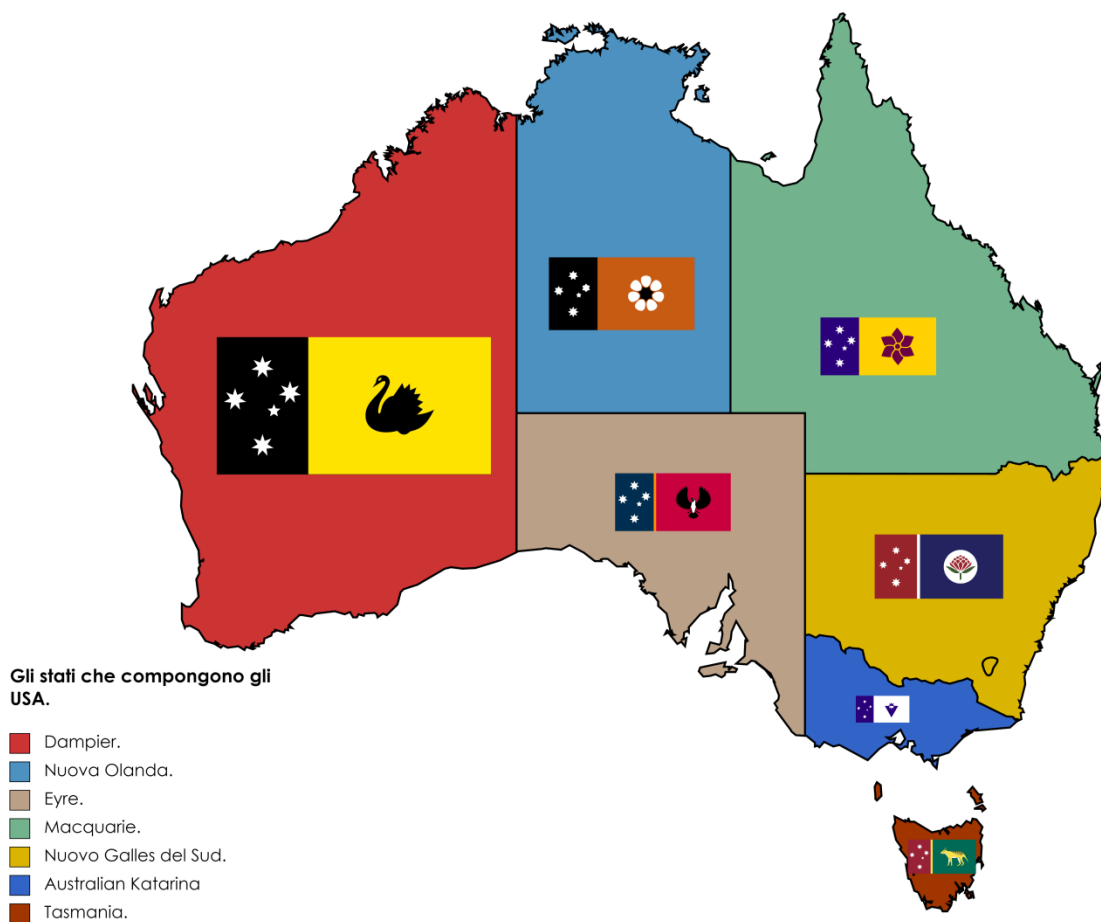 Gli stati che compongono gli
USA.
Dampier.
Nuova Olanda.
Eyre.
Macquarie.
Nuovo Galles del Sud.
Australian Katarina
Tasmania.